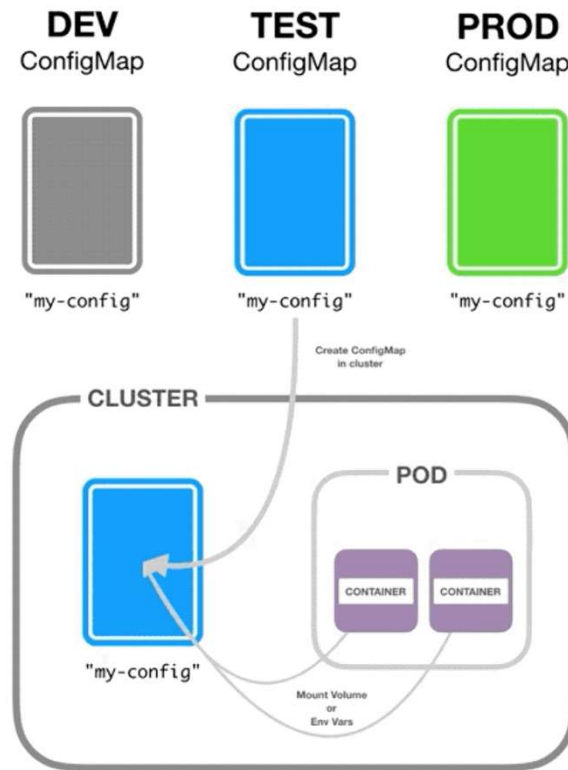 DEV
ConfigMap
TEST
ConfigMap
PROD
ConfigMap
"my-config"
"my-config"
"my-config"
Create ConfigMap
in cluster
CLUSTER
POD
CONTAINER
CONTAINER
"my-config"
Mount Volume
or
Env Vars